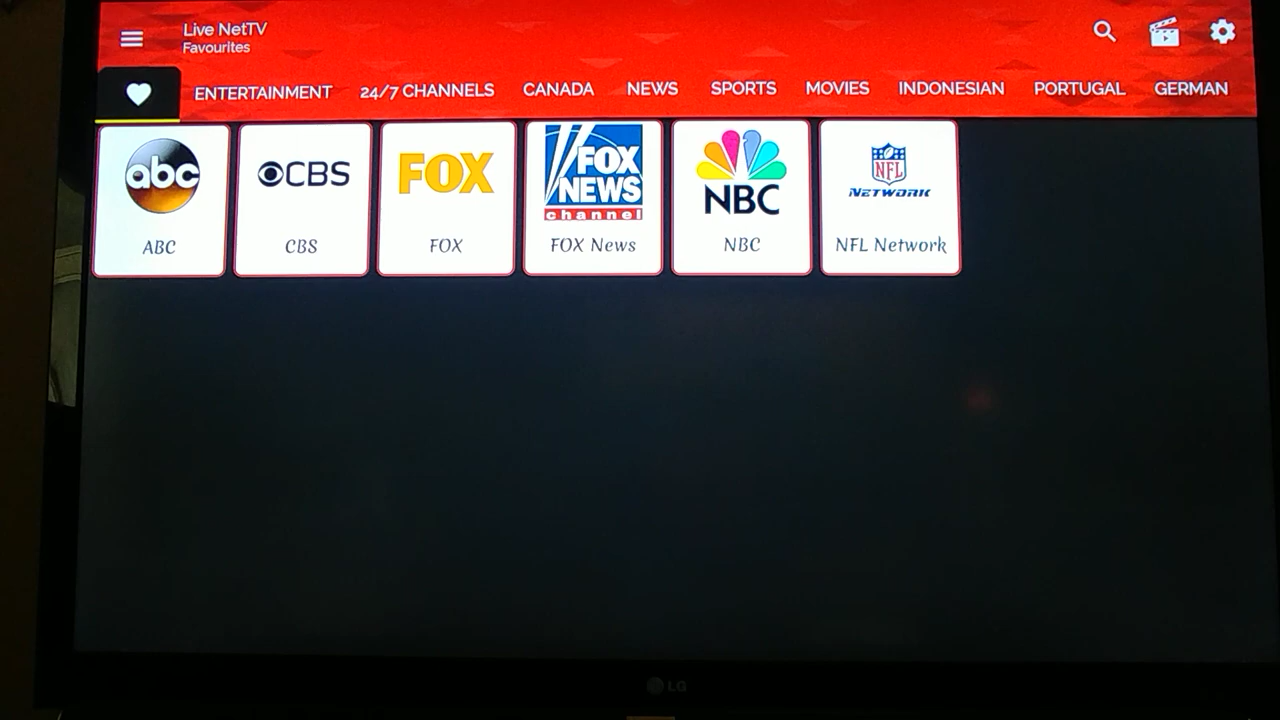 Live NetTV
Favourites
ENTERTAINMENT 24/7 CHANNELS CANADA NEWS SPORTS MOVIES INDONESIAN PORTUGAL GERMAN
abc CBS FOX FOX NEWS channel NBC NFL NETWORK
ABC CBS FOX FOX News NBC NFL Network
LG